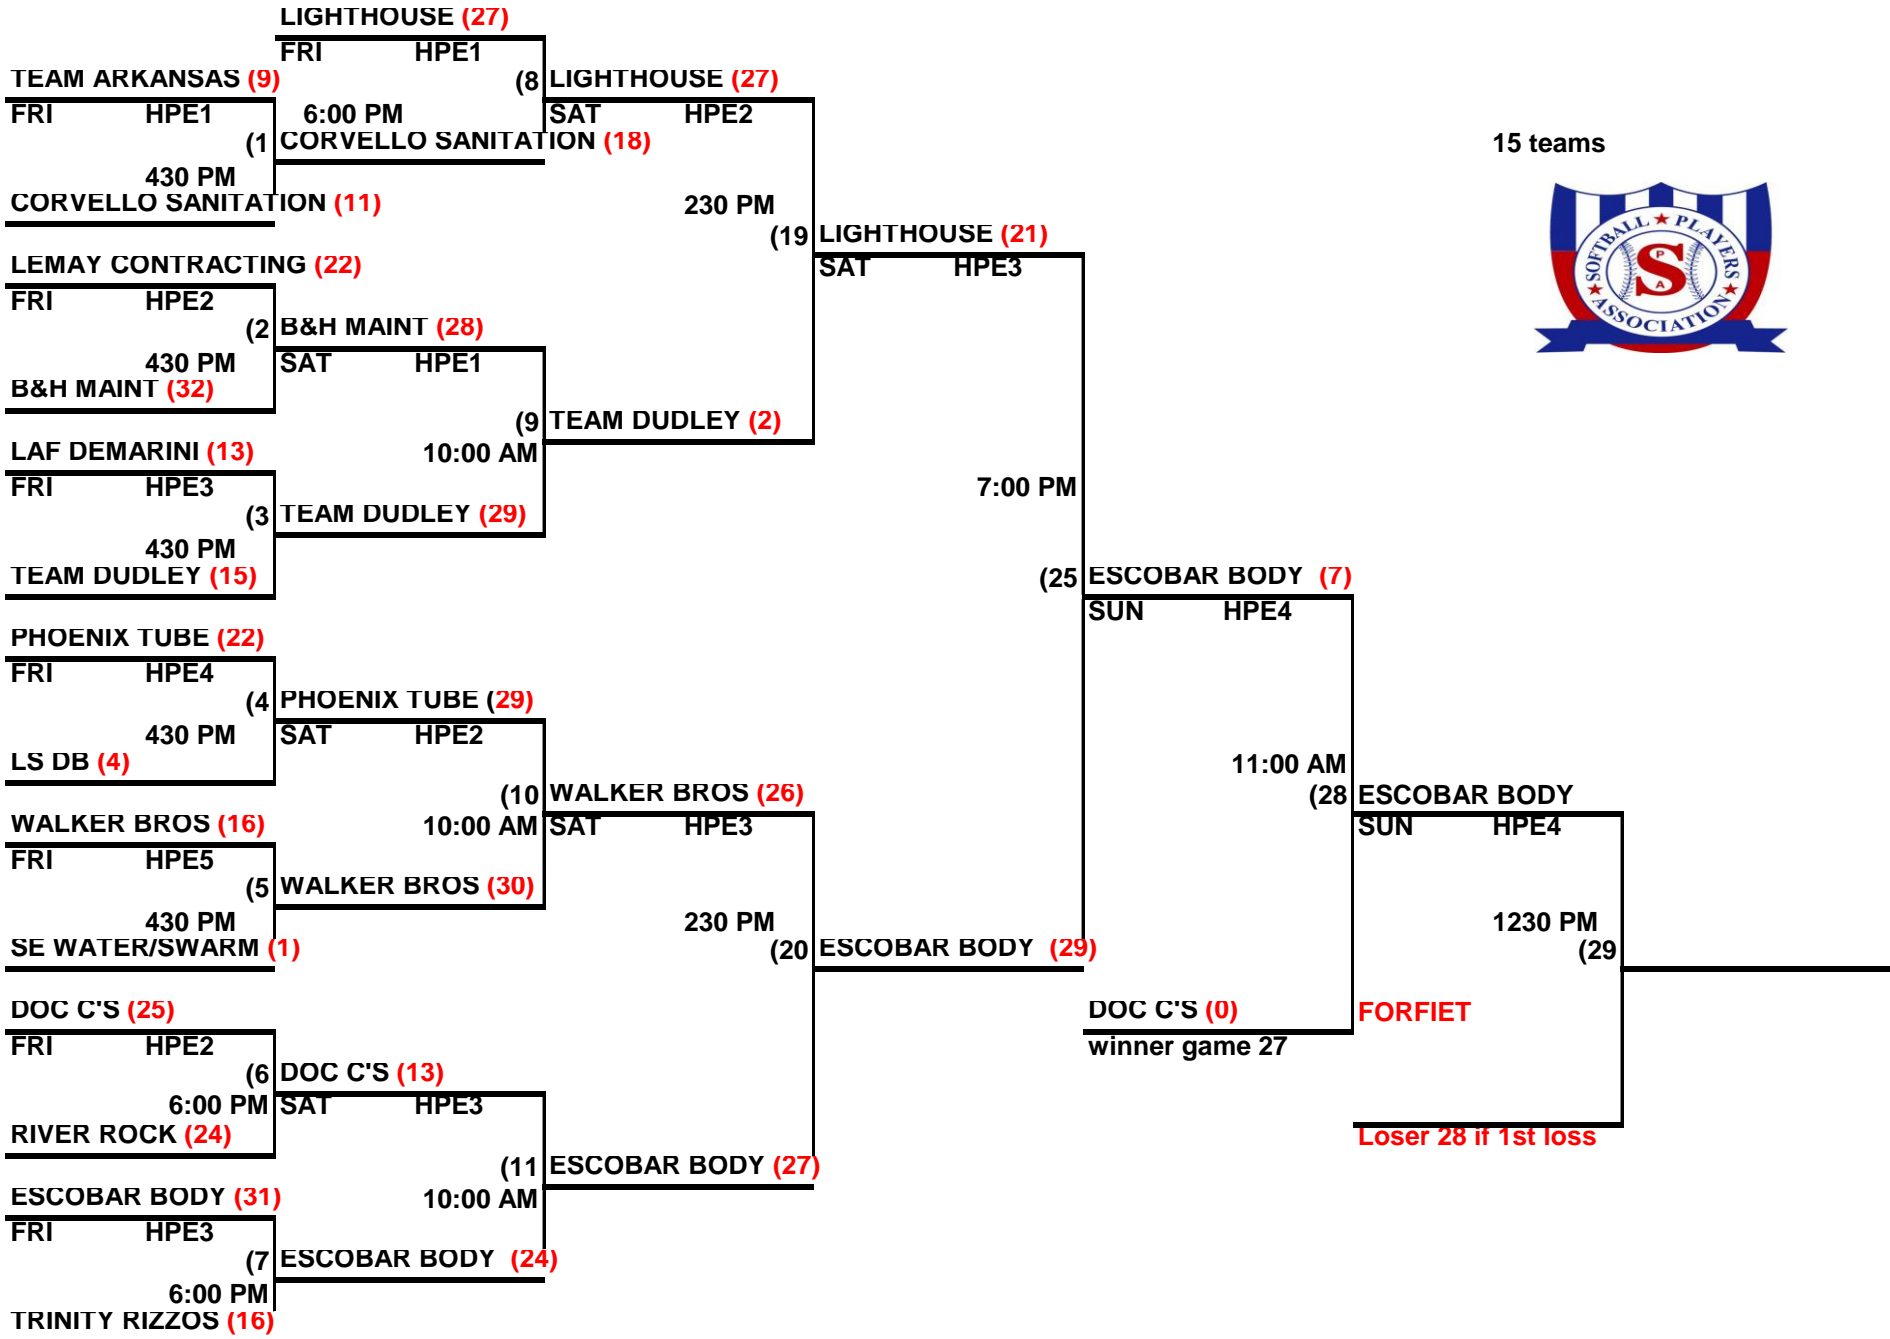 LIGHTHOUSE (27)
FRI HPE1
TEAM ARKANSAS (9)
(8 LIGHTHOUSE (27)
FRI HPE1
6:00 PM
SAT HPE2
(1 CORVELLO SANITATION (18)
15 teams
430 PM
CORVELLO SANITATION (11)
230 PM
(19 LIGHTHOUSE (21)
SAT HPE3
SOFTBALL ★ PLAYERS ★ ASSOCIATION ★
S
P
A
LEMAY CONTRACTING (22)
FRI HPE2
(2 B&H MAINT (28)
430 PM
SAT HPE1
B&H MAINT (32)
(9 TEAM DUDLEY (2)
10:00 AM
LAF DEMARINI (13)
FRI HPE3
7:00 PM
(3 TEAM DUDLEY (29)
430 PM
TEAM DUDLEY (15)
(25 ESCOBAR BODY (7)
SUN HPE4
PHOENIX TUBE (22)
FRI HPE4
(4 PHOENIX TUBE (29)
430 PM
SAT HPE2
LS DB (4)
11:00 AM
(10 WALKER BROS (26)
(28 ESCOBAR BODY
WALKER BROS (16)
10:00 AM
SAT HPE3
SUN HPE4
FRI HPE5
(5 WALKER BROS (30)
430 PM
230 PM
1230 PM
SE WATER/SWARM (1)
(20 ESCOBAR BODY (29)
(29
DOC C'S (25)
DOC C'S (0)
FORFIET
FRI HPE2
winner game 27
(6 DOC C'S (13)
6:00 PM
SAT HPE3
RIVER ROCK (24)
Loser 28 if 1st loss
(11 ESCOBAR BODY (27)
ESCOBAR BODY (31)
10:00 AM
FRI HPE3
(7 ESCOBAR BODY (24)
6:00 PM
TRINITY RIZZOS (16)